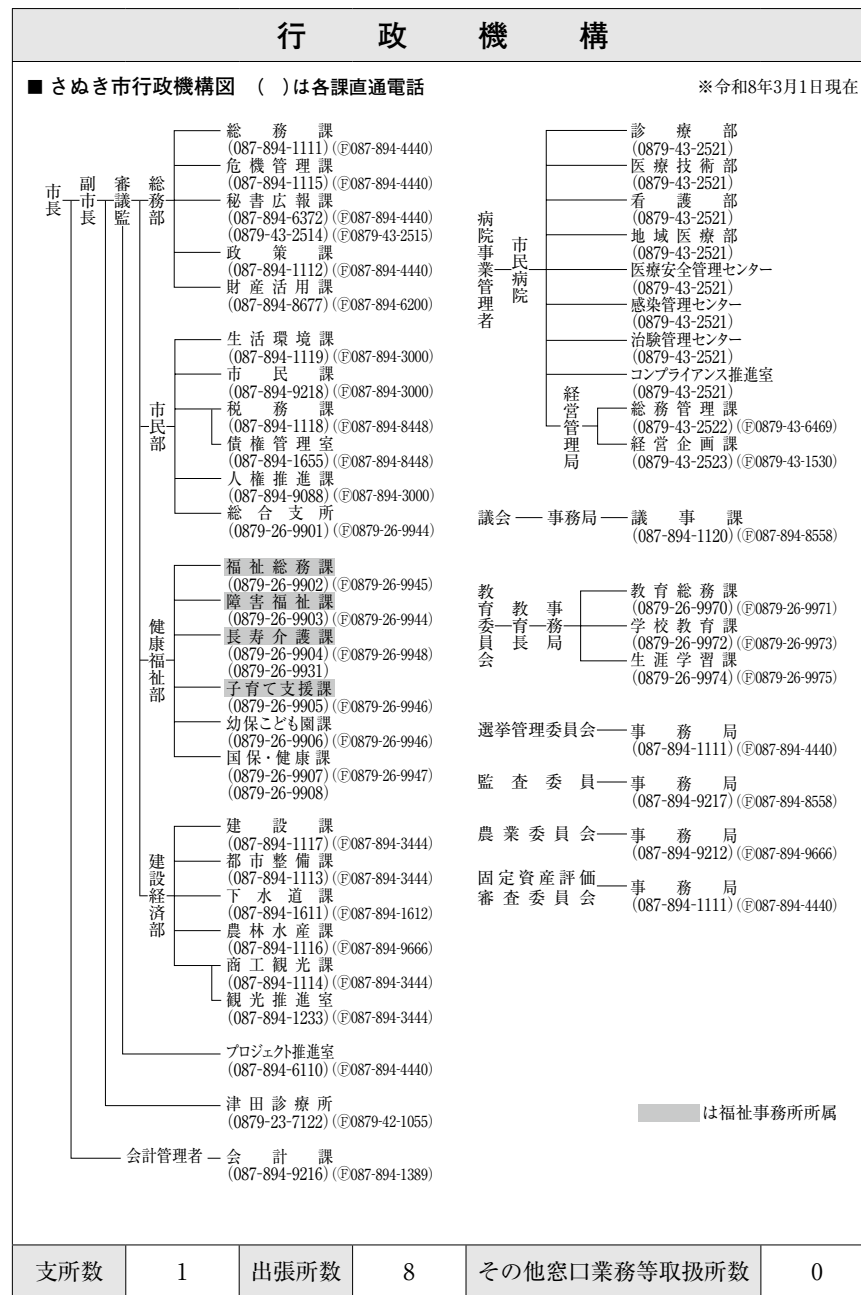 行政機構
■ さぬき市行政機構図 ( )は各課直通電話
※令和8年3月1日現在
市長
副市長
審議監
総務部
総務課
(087-894-1111)(Ⓕ087-894-4440)
危機管理課
(087-894-1115)(Ⓕ087-894-4440)
秘書広報課
(087-894-6372)(Ⓕ087-894-4440)
(0879-43-2514)(Ⓕ0879-43-2515)
政策課
(087-894-1112)(Ⓕ087-894-4440)
財産活用課
(087-894-8677)(Ⓕ087-894-6200)
市民部
生活環境課
(087-894-1119)(Ⓕ087-894-3000)
市民課
(087-894-9218)(Ⓕ087-894-3000)
税務課
(087-894-1118)(Ⓕ087-894-8448)
債権管理室
(087-894-1655)(Ⓕ087-894-8448)
人権推進課
(087-894-9088)(Ⓕ087-894-3000)
総合支所
(0879-26-9901)(Ⓕ0879-26-9944)
健康福祉部
福祉総務課
(0879-26-9902)(Ⓕ0879-26-9945)
障害福祉課
(0879-26-9903)(Ⓕ0879-26-9944)
長寿介護課
(0879-26-9904)(Ⓕ0879-26-9948)
(0879-26-9931)
子育て支援課
(0879-26-9905)(Ⓕ0879-26-9946)
幼保こども園課
(0879-26-9906)(Ⓕ0879-26-9946)
国保・健康課
(0879-26-9907)(Ⓕ0879-26-9947)
(0879-26-9908)
建設経済部
建設課
(087-894-1117)(Ⓕ087-894-3444)
都市整備課
(087-894-1113)(Ⓕ087-894-3444)
下水道課
(087-894-1611)(Ⓕ087-894-1612)
農林水産課
(087-894-1116)(Ⓕ087-894-9666)
商工観光課
(087-894-1114)(Ⓕ087-894-3444)
観光推進室
(087-894-1233)(Ⓕ087-894-3444)
プロジェクト推進室
(087-894-6110)(Ⓕ087-894-4440)
津田診療所
(0879-23-7122)(Ⓕ0879-42-1055)
会計管理者
会計課
(087-894-9216)(Ⓕ087-894-1389)
病院事業管理者
市民病院
診療部
(0879-43-2521)
医療技術部
(0879-43-2521)
看護部
(0879-43-2521)
地域医療部
(0879-43-2521)
医療安全管理センター
(0879-43-2521)
感染管理センター
(0879-43-2521)
治験管理センター
(0879-43-2521)
コンプライアンス推進室
(0879-43-2521)
経営管理局
総務管理課
(0879-43-2522)(Ⓕ0879-43-6469)
経営企画課
(0879-43-2523)(Ⓕ0879-43-1530)
議会
事務局
議事課
(087-894-1120)(Ⓕ087-894-8558)
教育委員会
教育長
事務局
教育総務課
(0879-26-9970)(Ⓕ0879-26-9971)
学校教育課
(0879-26-9972)(Ⓕ0879-26-9973)
生涯学習課
(0879-26-9974)(Ⓕ0879-26-9975)
選挙管理委員会
事務局
(087-894-1111)(Ⓕ087-894-4440)
監査委員
事務局
(087-894-9217)(Ⓕ087-894-8558)
農業委員会
事務局
(087-894-9212)(Ⓕ087-894-9666)
固定資産評価
審査委員会
事務局
(087-894-1111)(Ⓕ087-894-4440)
は福祉事務所所属
支所数 1 出張所数 8 その他窓口業務等取扱所数 0